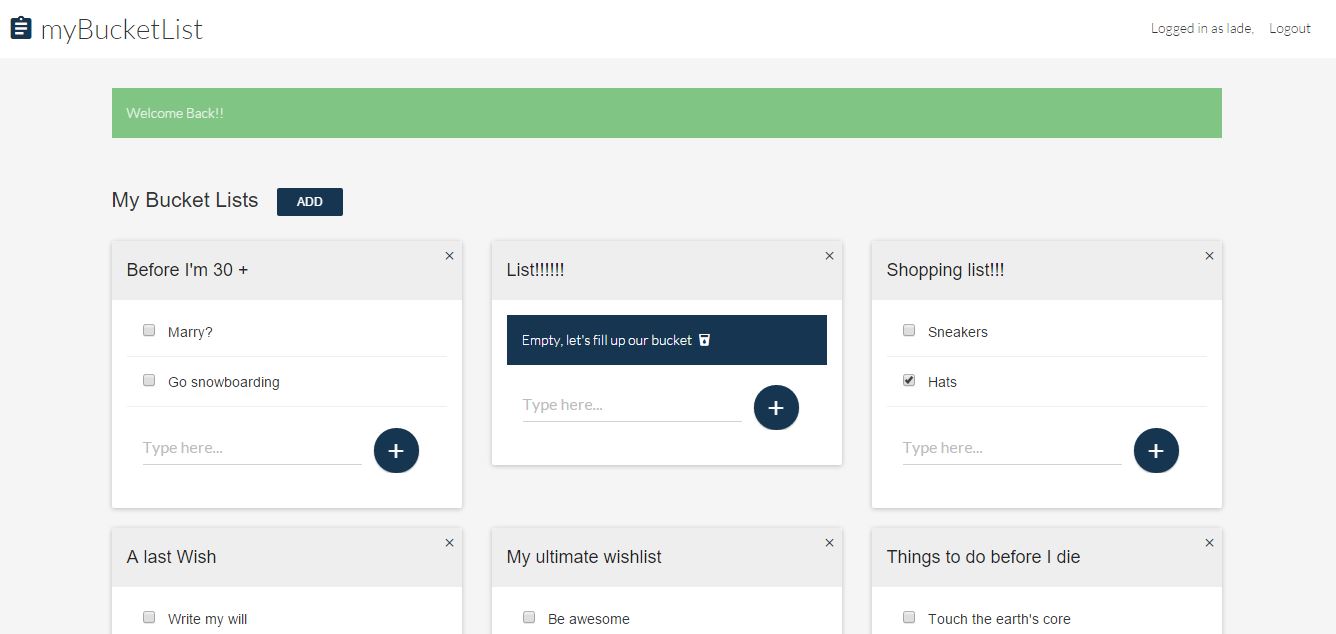 myBucketList
Logged in as lade, Logout
Welcome Back!!
My Bucket Lists ADD
Before I'm 30 +
Marry?
Go snowboarding
Type here...
List!!!!!!
Empty, let's fill up our bucket
Type here...
Shopping list!!!
Sneakers
Hats
Type here...
A last Wish
Write my will
My ultimate wishlist
Be awesome
Things to do before I die
Touch the earth's core